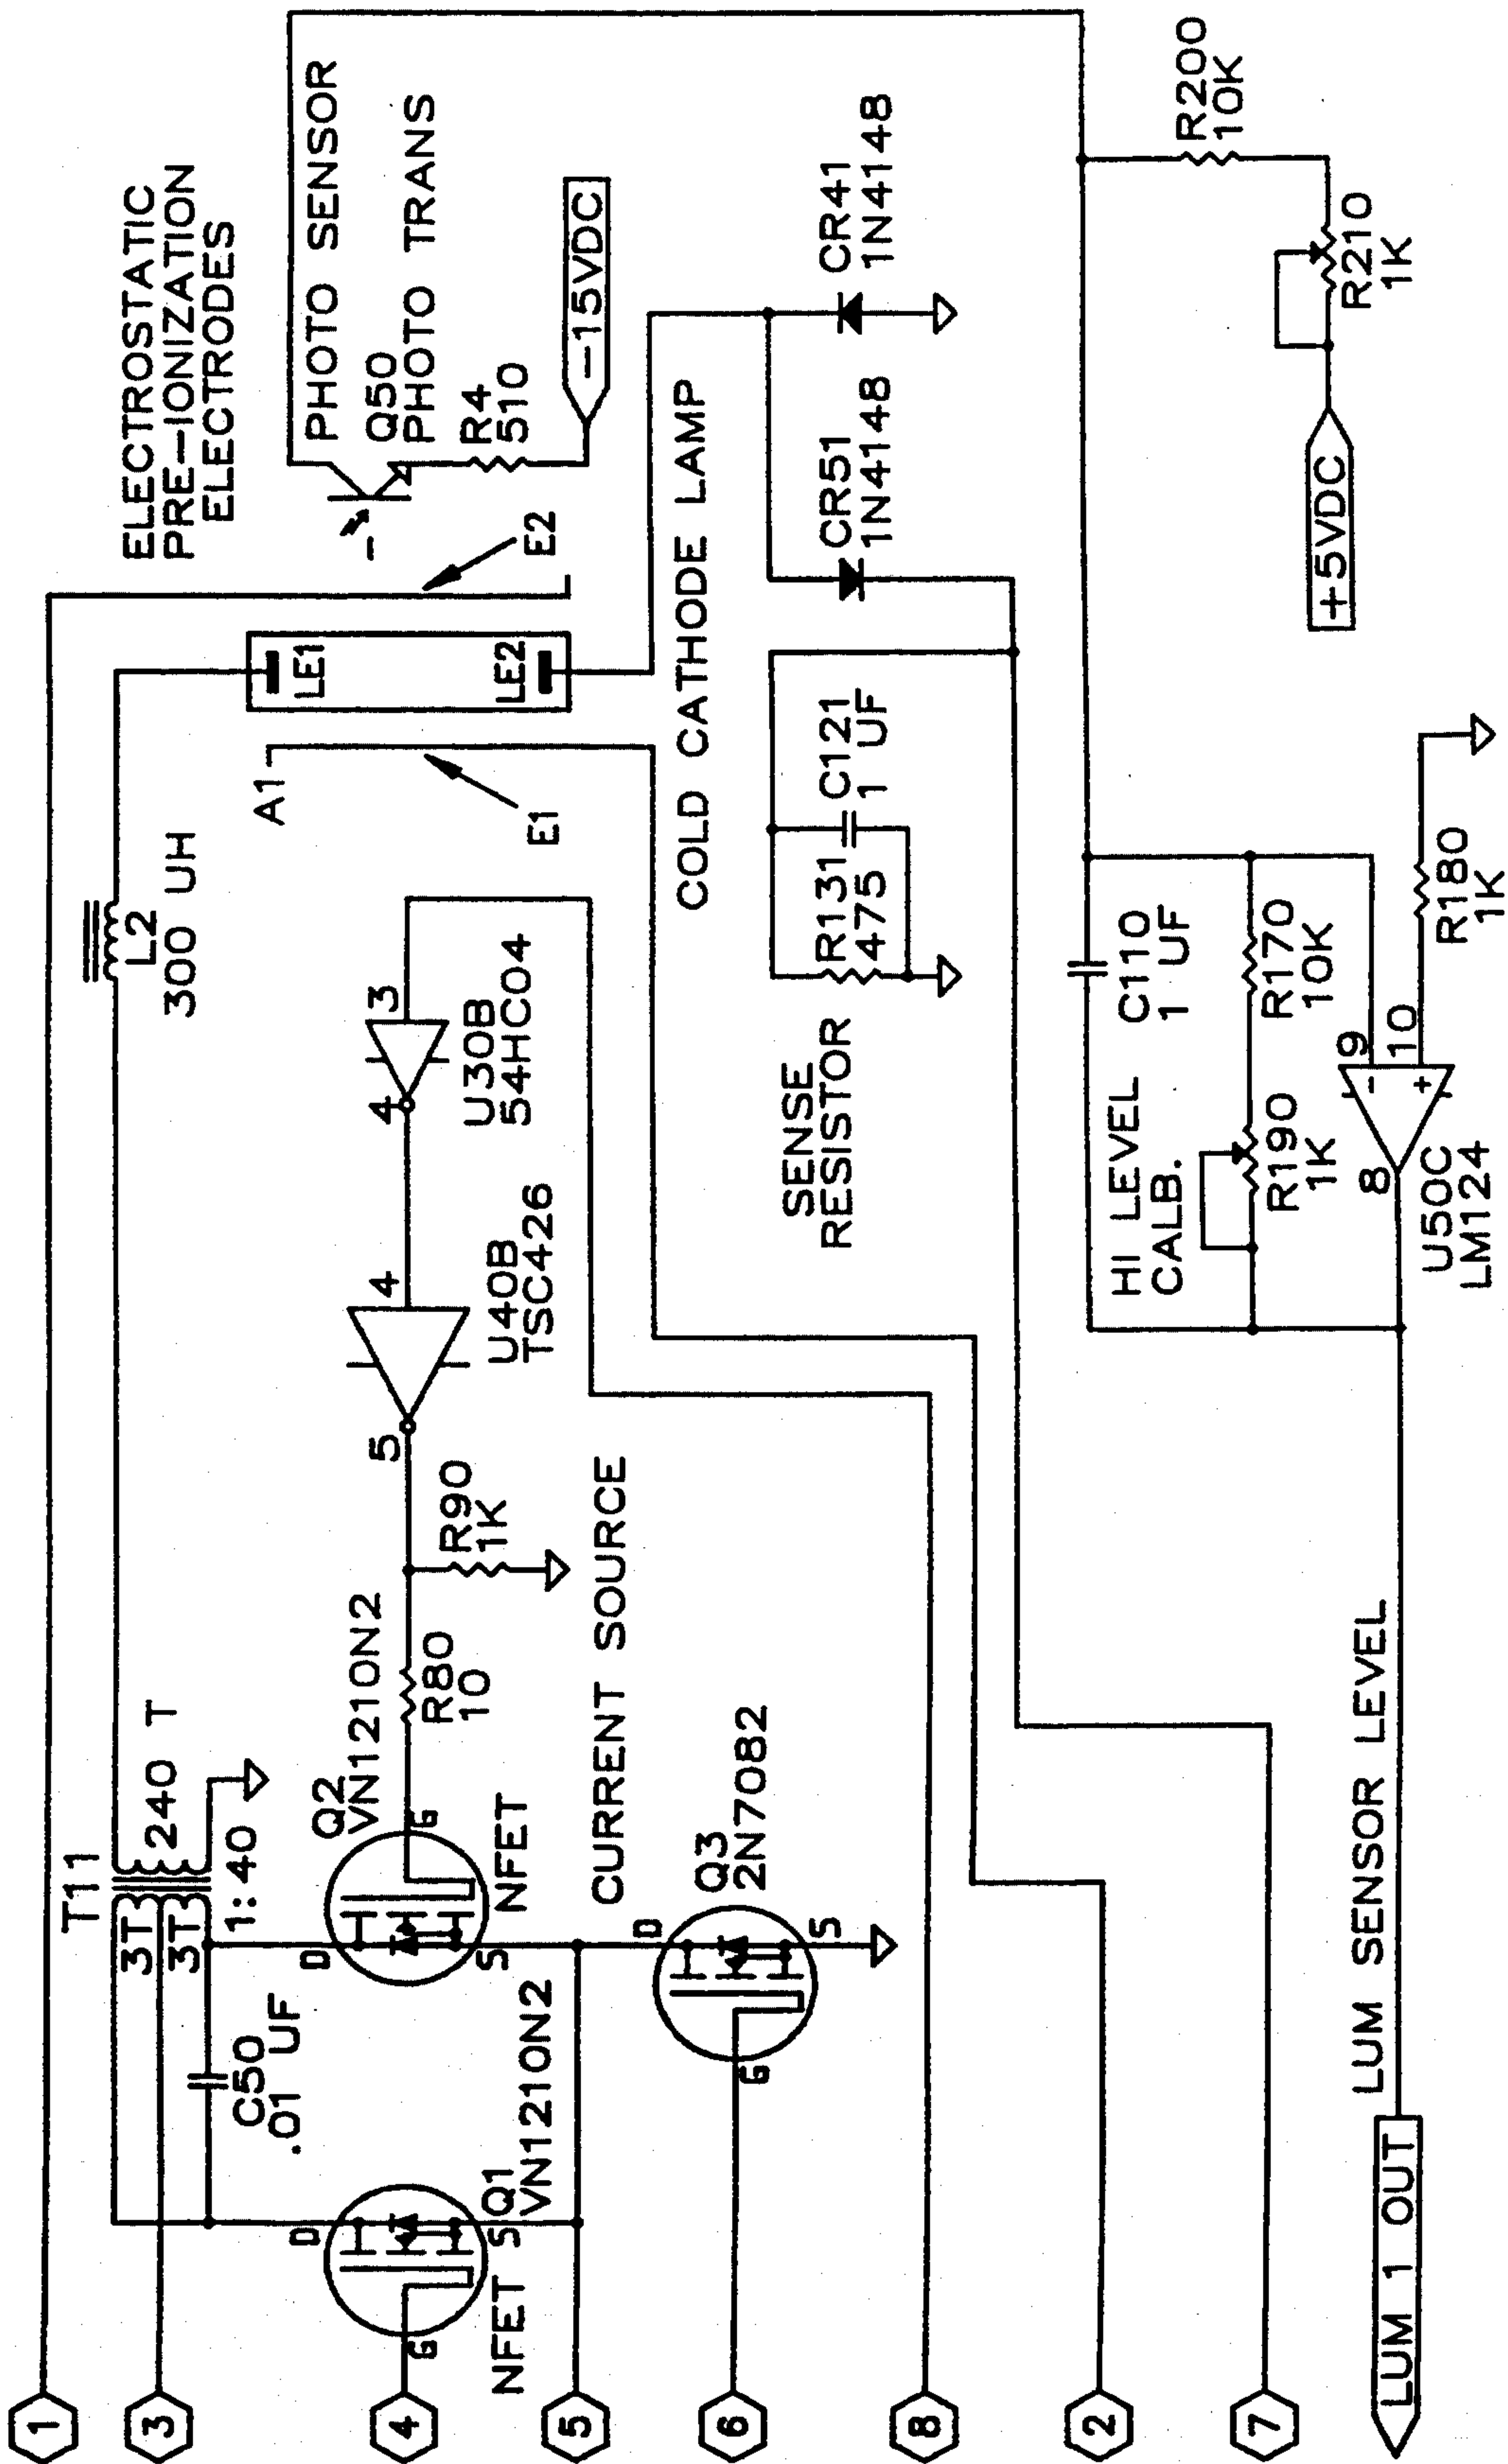 ELECTROSTATIC
PRE-IONIZATION
ELECTRODES
PHOTO SENSOR
Q50
PHOTO TRANS
R4
510
-15VDC
E2
LE1
LE2
A1
E1
L2
300 UH
T11
240 T
3T
3T
1:40
C50
.01 UF
1
3
4
5
6
8
2
7
Q2
VN1210N2
D
G
S
NFET
R80
10
R90
1K
5
4
U40B
TSC426
4
3
U30B
54HC04
Q1
VN1210N2
D
G
S
NFET
CURRENT SOURCE
Q3
2N7082
D
G
S
COLD CATHODE LAMP
CR51
1N4148
CR41
1N4148
SENSE
RESISTOR
R131
475
C121
1 UF
R200
10K
R210
1K
+5VDC
C110
1 UF
HI LEVEL
CALB.
R170
10K
R190
1K
9
10
8
-
+
U50C
LM124
R180
1K
LUM SENSOR LEVEL
LUM 1 OUT